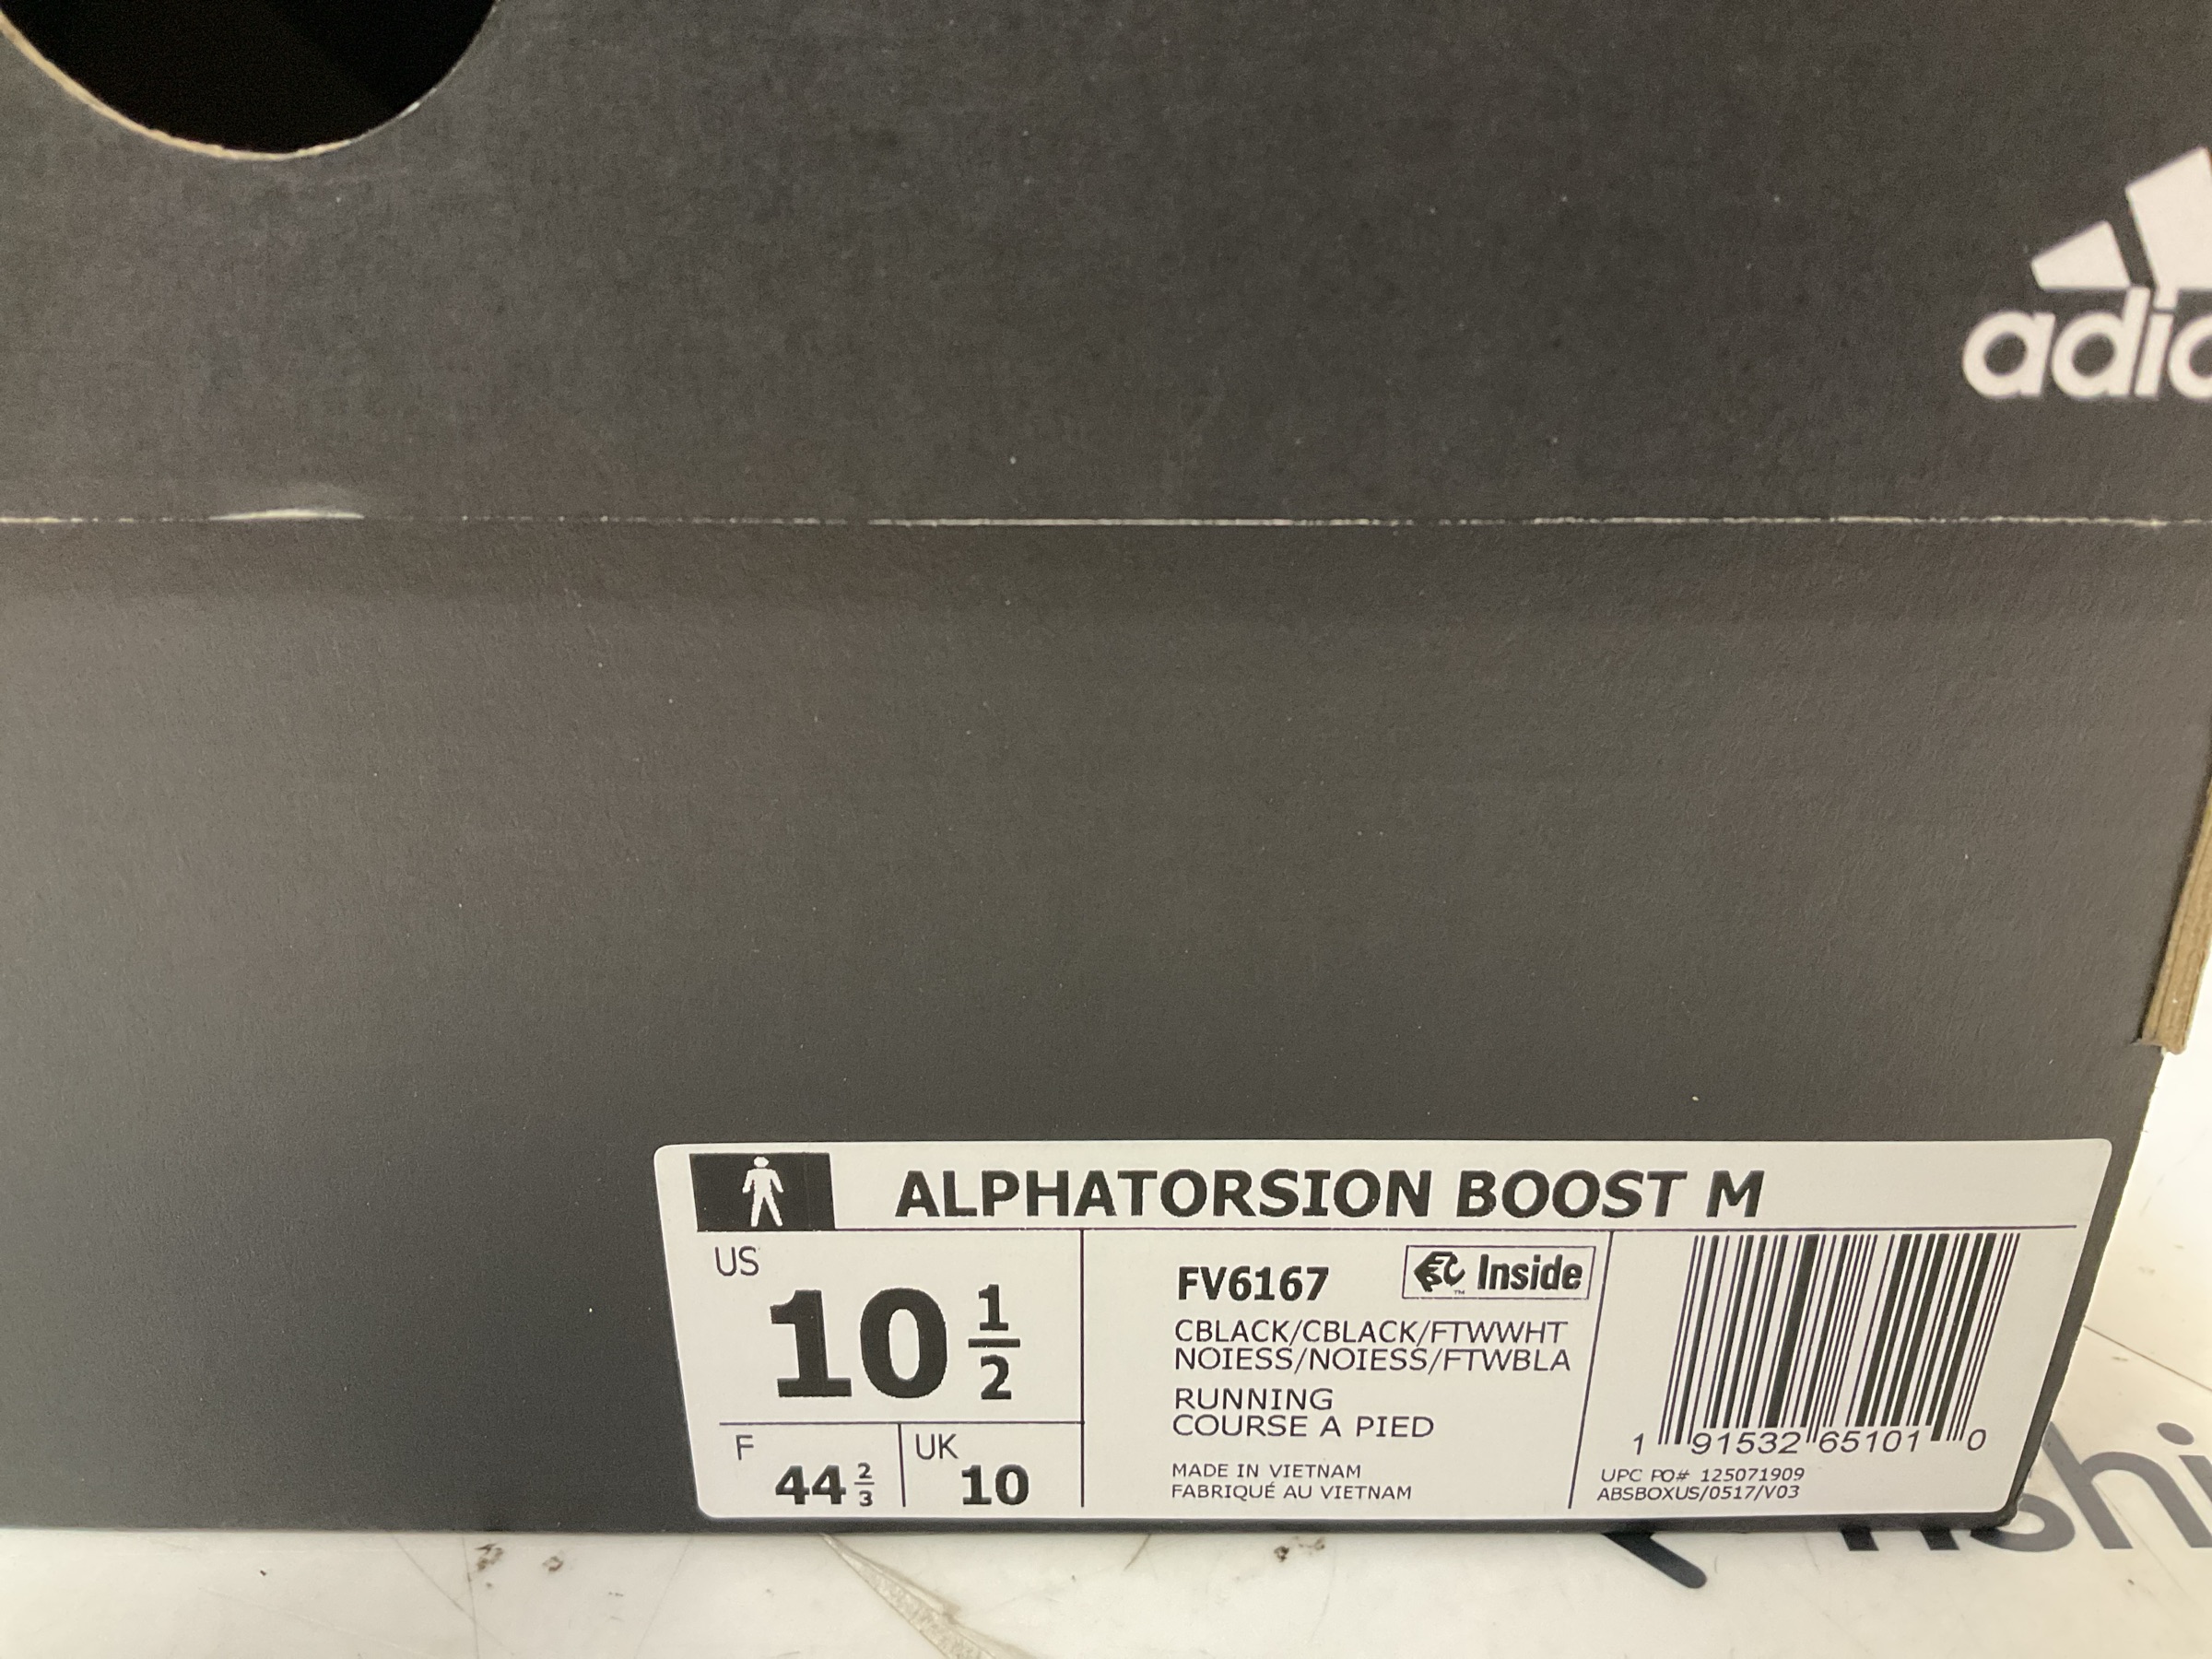 adid
ALPHATORSION BOOST M
US
10 1/2
F
44 2/3
UK
10
FV6167
Inside
CBLACK/CBLACK/FTWWHT
NOIESS/NOIESS/FTWBLA
RUNNING
COURSE A PIED
MADE IN VIETNAM
FABRIQUÉ AU VIETNAM
1 91532 65101 0
UPC PO# 125071909
ABSBOXUS/0517/V03